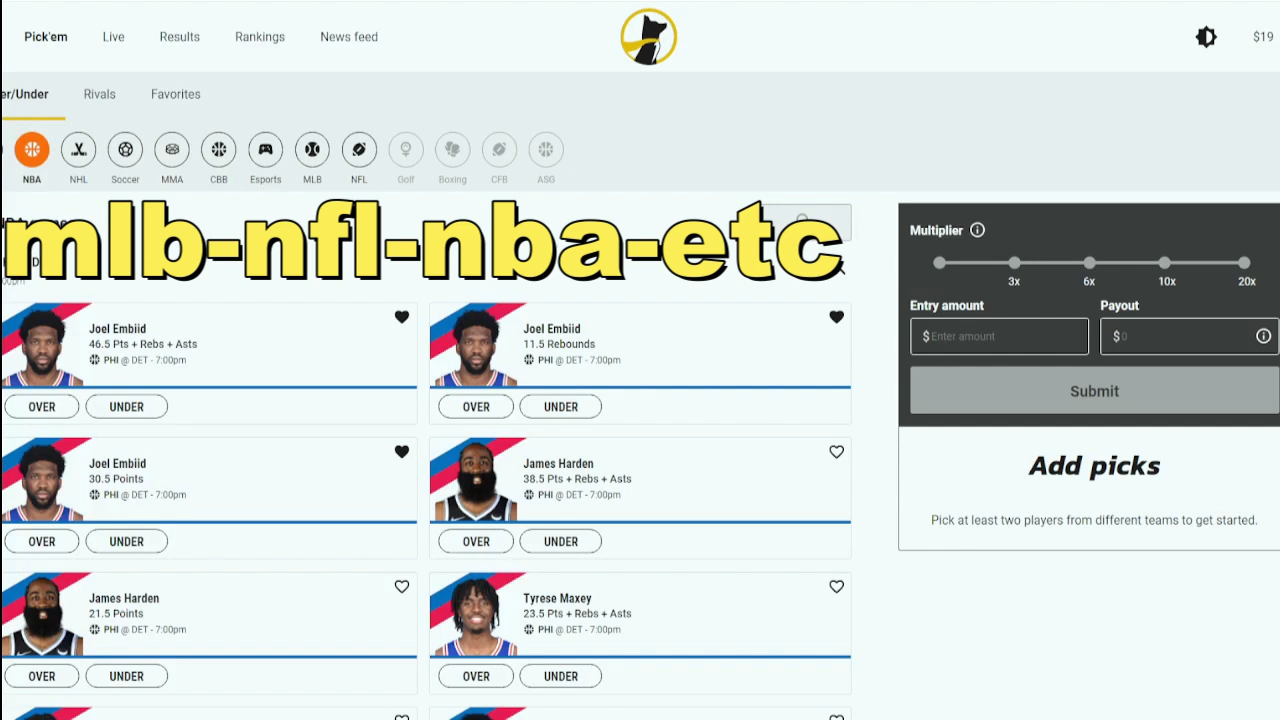 Pick'em Live Results Rankings News feed $19
er/Under Rivals Favorites
NBA NHL Soccer MMA CBB Esports MLB NFL Golf Boxing CFB ASG
mlb-nfl-nba-etc
Multiplier
3x 6x 10x 20x
Entry amount Payout
$ Enter amount $ 0
Submit
Add picks
Pick at least two players from different teams to get started.
Joel Embiid
46.5 Pts + Rebs + Asts
PHI @ DET - 7:00pm
OVER UNDER
Joel Embiid
11.5 Rebounds
PHI @ DET - 7:00pm
OVER UNDER
Joel Embiid
30.5 Points
PHI @ DET - 7:00pm
OVER UNDER
James Harden
38.5 Pts + Rebs + Asts
PHI @ DET - 7:00pm
OVER UNDER
James Harden
21.5 Points
PHI @ DET - 7:00pm
OVER UNDER
Tyrese Maxey
23.5 Pts + Rebs + Asts
PHI @ DET - 7:00pm
OVER UNDER